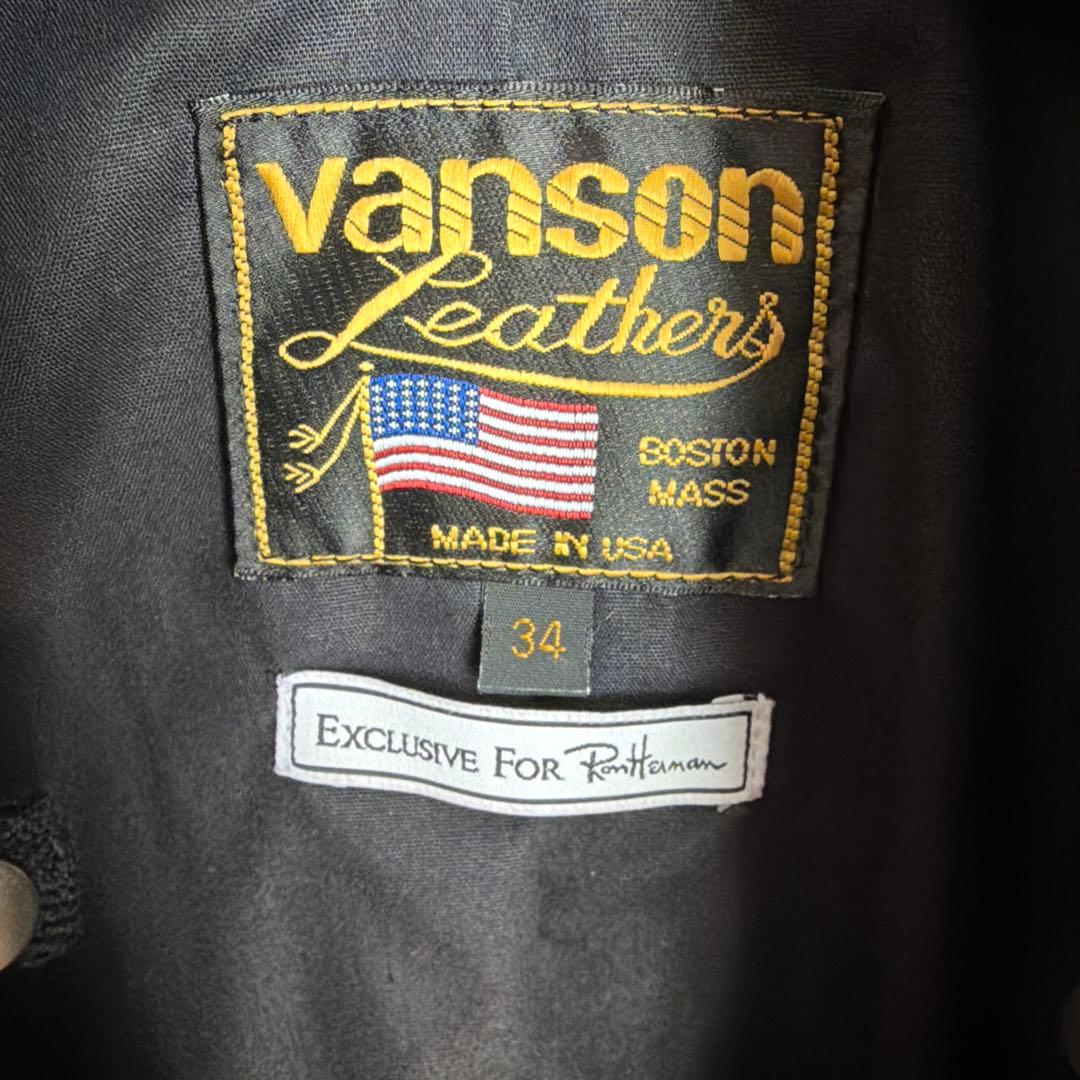 vanson
Leathers
BOSTON
MASS
MADE IN USA
34
EXCLUSIVE FOR RonHerman